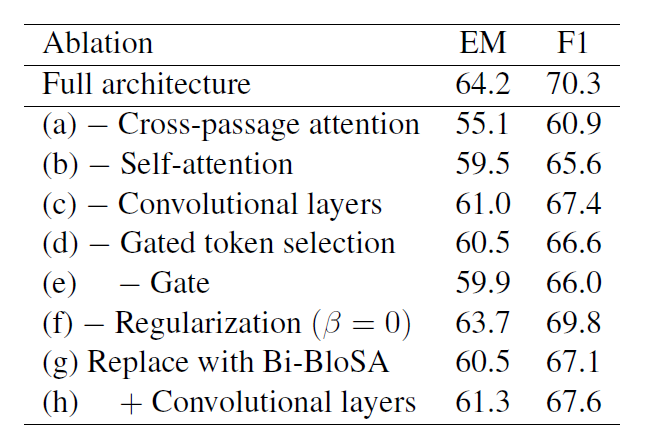 Ablation EM F1
Full architecture 64.2 70.3
(a) − Cross-passage attention 55.1 60.9
(b) − Self-attention 59.5 65.6
(c) − Convolutional layers 61.0 67.4
(d) − Gated token selection 60.5 66.6
(e) − Gate 59.9 66.0
(f) − Regularization (β = 0) 63.7 69.8
(g) Replace with Bi-BloSA 60.5 67.1
(h) + Convolutional layers 61.3 67.6